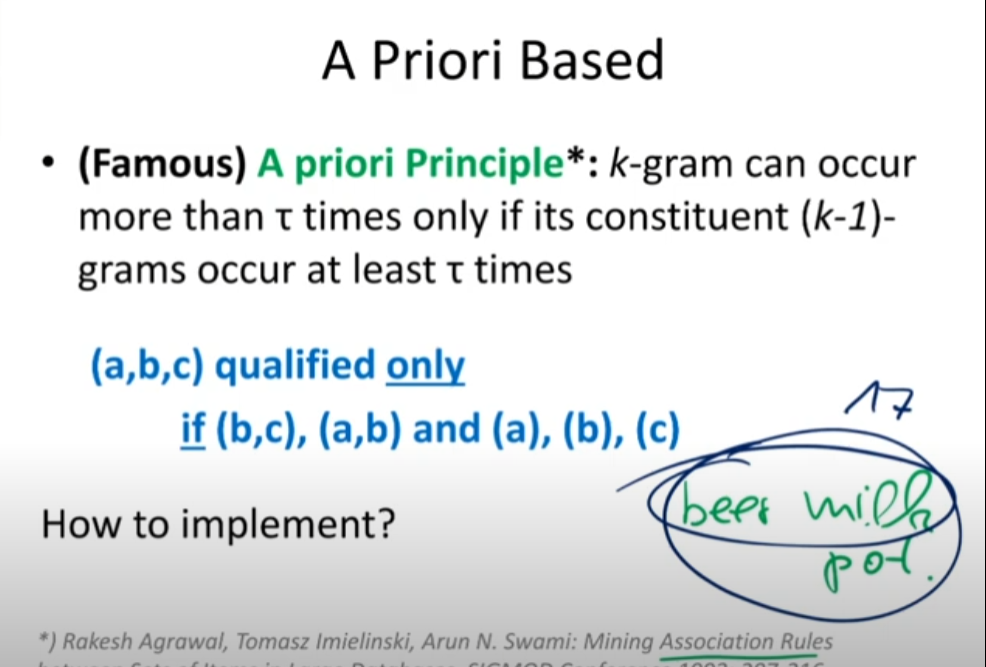 A Priori Based
• (Famous) A priori Principle*: k-gram can occur
more than τ times only if its constituent (k-1)-
grams occur at least τ times
(a,b,c) qualified only
if (b,c), (a,b) and (a), (b), (c)
17
How to implement?
beer milk
pot.
*) Rakesh Agrawal, Tomasz Imielinski, Arun N. Swami: Mining Association Rules